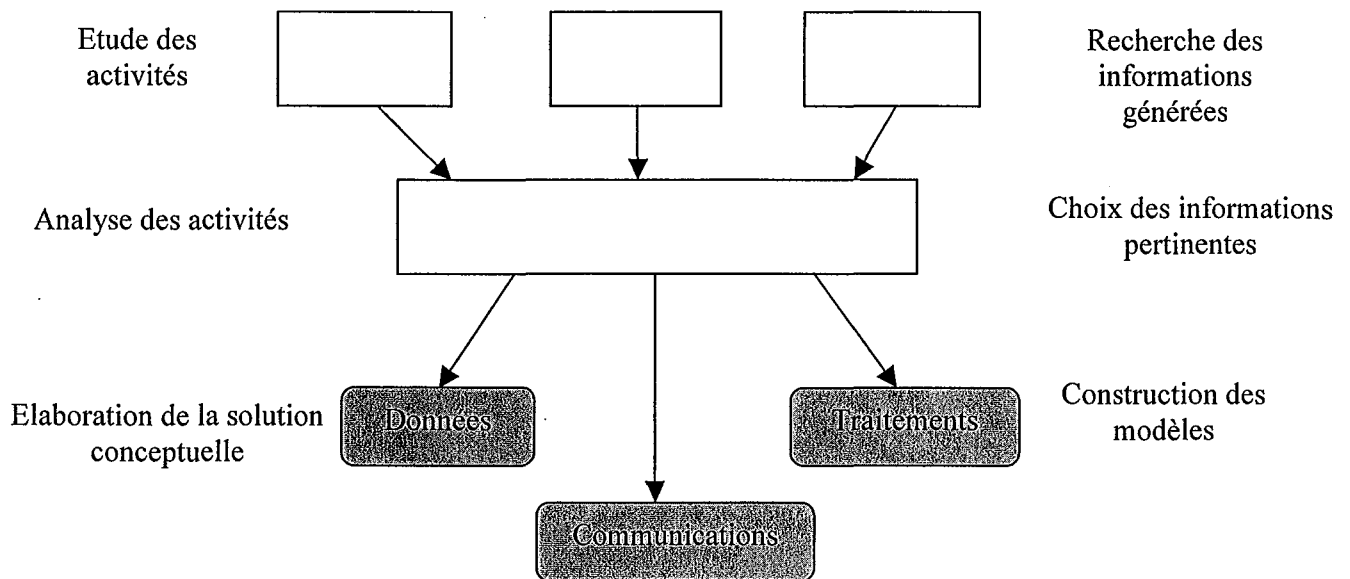 Etude des
activités
Recherche des
informations
générées
Analyse des activités
Choix des informations
pertinentes
Elaboration de la solution
conceptuelle
Données
Traitements
Construction des
modèles
Communications